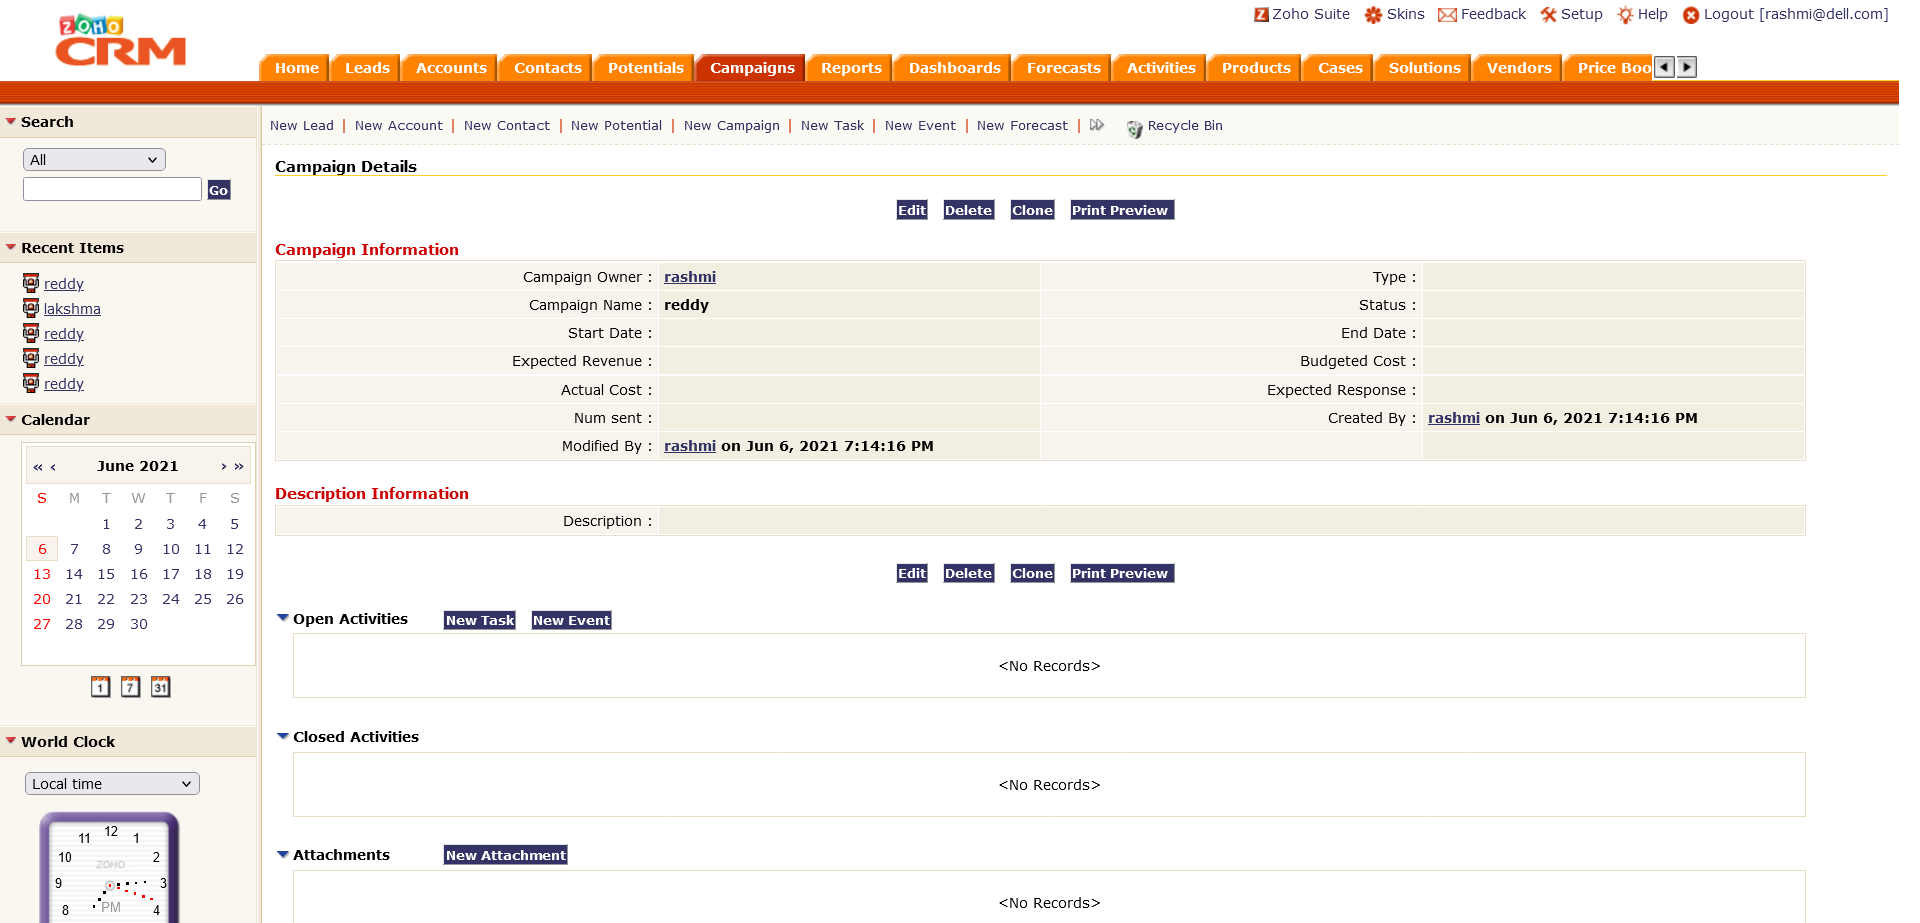 Zoho Suite Skins Feedback Setup Help Logout [rashmi@dell.com]
ZOHO
CRM
Home Leads Accounts Contacts Potentials Campaigns Reports Dashboards Forecasts Activities Products Cases Solutions Vendors Price Boo
New Lead | New Account | New Contact | New Potential | New Campaign | New Task | New Event | New Forecast | Recycle Bin
Search
All
Go
Recent Items
reddy
lakshma
reddy
reddy
reddy
Calendar
« ‹ June 2021 › »
S M T W T F S
1 2 3 4 5
6 7 8 9 10 11 12
13 14 15 16 17 18 19
20 21 22 23 24 25 26
27 28 29 30
1 7 31
World Clock
Local time
12
11 1
10 2
ZOHO
9 3
8 PM 4
Campaign Details
Edit Delete Clone Print Preview
Campaign Information
Campaign Owner : rashmi Type :
Campaign Name : reddy Status :
Start Date : End Date :
Expected Revenue : Budgeted Cost :
Actual Cost : Expected Response :
Num sent : Created By : rashmi on Jun 6, 2021 7:14:16 PM
Modified By : rashmi on Jun 6, 2021 7:14:16 PM
Description Information
Description :
Edit Delete Clone Print Preview
Open Activities New Task New Event
<No Records>
Closed Activities
<No Records>
Attachments New Attachment
<No Records>